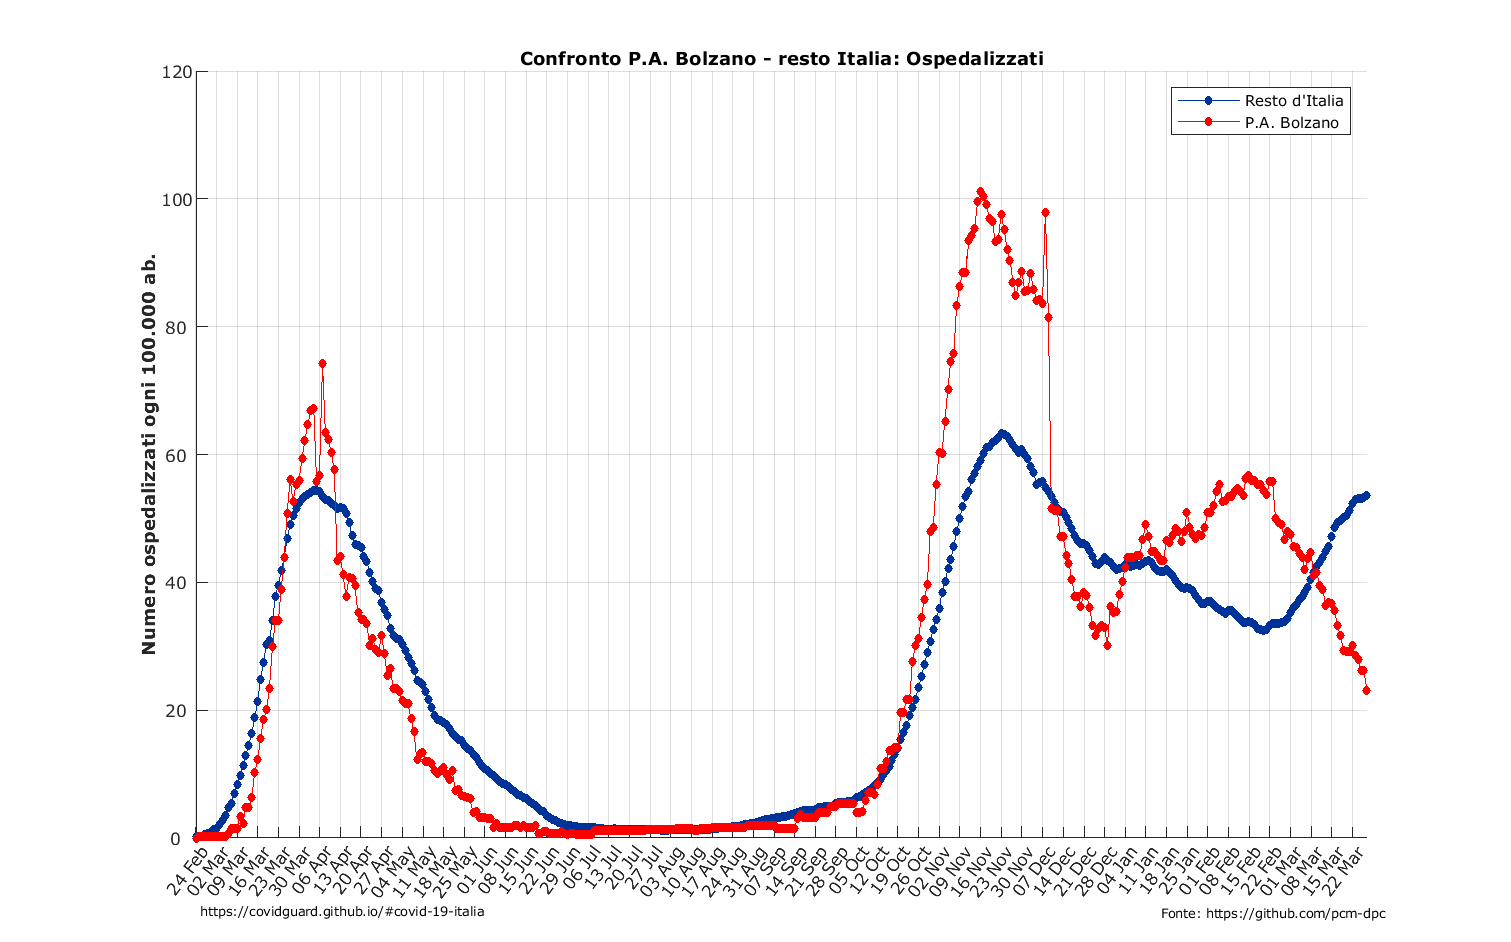 Confronto P.A. Bolzano - resto Italia: Ospedalizzati
120
100
80
60
40
20
0
Numero ospedalizzati ogni 100.000 ab.
Resto d'Italia
P.A. Bolzano
24 Feb
02 Mar
09 Mar
16 Mar
23 Mar
30 Mar
06 Apr
13 Apr
20 Apr
27 Apr
04 May
11 May
18 May
25 May
01 Jun
08 Jun
15 Jun
22 Jun
29 Jun
06 Jul
13 Jul
20 Jul
27 Jul
03 Aug
10 Aug
17 Aug
24 Aug
31 Aug
07 Sep
14 Sep
21 Sep
28 Sep
05 Oct
12 Oct
19 Oct
26 Oct
02 Nov
09 Nov
16 Nov
23 Nov
30 Nov
07 Dec
14 Dec
21 Dec
28 Dec
04 Jan
11 Jan
18 Jan
25 Jan
01 Feb
08 Feb
15 Feb
22 Feb
01 Mar
08 Mar
15 Mar
22 Mar
https://covidguard.github.io/#covid-19-italia
Fonte: https://github.com/pcm-dpc